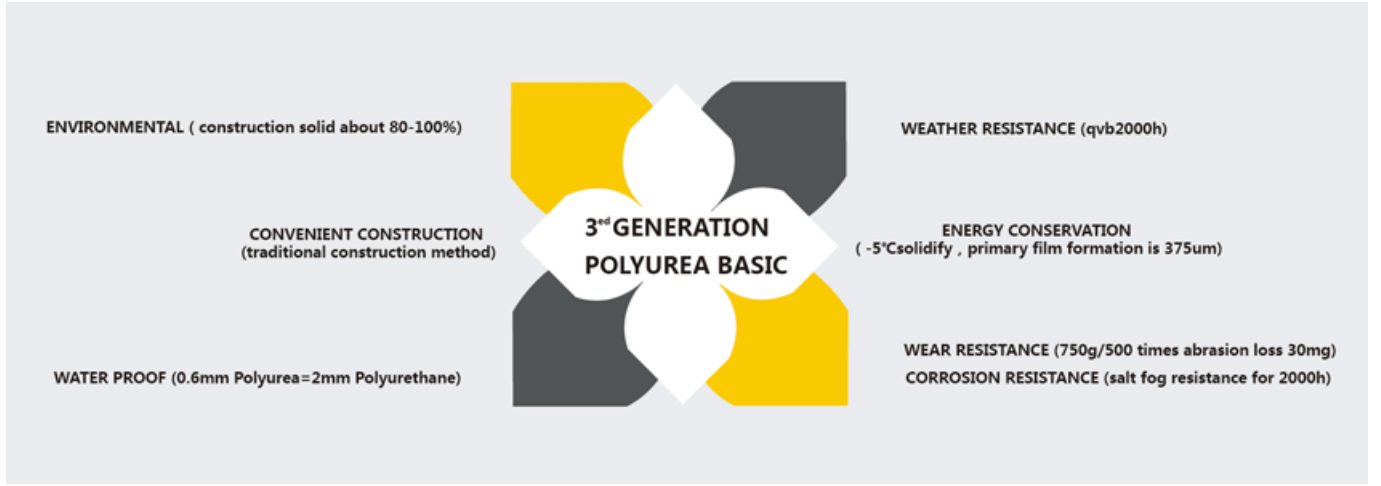 ENVIRONMENTAL ( construction solid about 80-100%)
CONVENIENT CONSTRUCTION
(traditional construction method)
WATER PROOF (0.6mm Polyurea=2mm Polyurethane)
3ed GENERATION
POLYUREA BASIC
WEATHER RESISTANCE (qvb2000h)
ENERGY CONSERVATION
( -5℃solidify , primary film formation is 375um)
WEAR RESISTANCE (750g/500 times abrasion loss 30mg)
CORROSION RESISTANCE (salt fog resistance for 2000h)